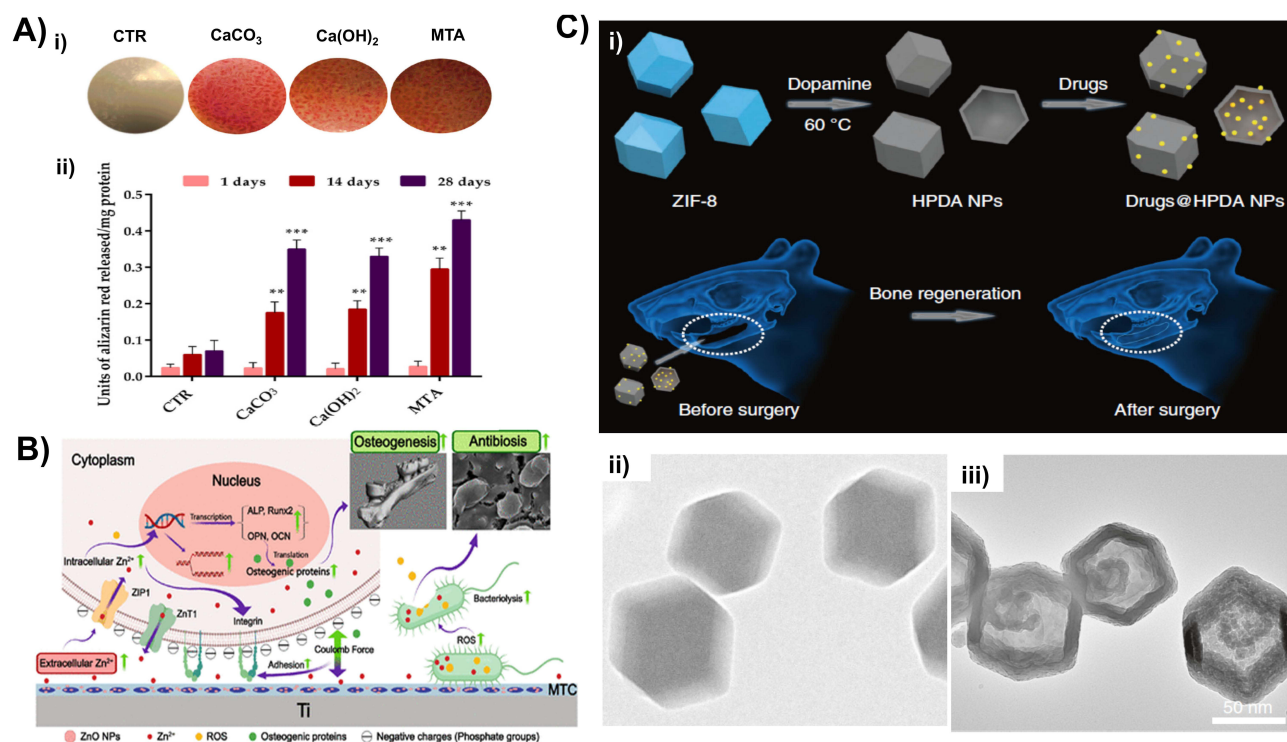 A)
i)
CTR
CaCO₃
Ca(OH)₂
MTA
ii)
1 days
14 days
28 days
Units of alizarin red released/mg protein
0.5
0.4
0.3
0.2
0.1
0.0
**
***
**
***
**
***
CTR
CaCO₃
Ca(OH)₂
MTA
B)
Cytoplasm
Nucleus
Transcription
ALP, Runx2
OPN, OCN
Translation
Osteogenic proteins
Osteogenesis
Antibiosis
Intracellular Zn²⁺
ZIP1
ZnT1
Integrin
Extracellular Zn²⁺
Adhesion
Coulomb Force
Bacteriolysis
ROS
MTC
Ti
ZnO NPs
Zn²⁺
ROS
Osteogenic proteins
Negative charges (Phosphate groups)
C)
i)
Dopamine
60 °C
Drugs
ZIF-8
HPDA NPs
Drugs@HPDA NPs
Bone regeneration
Before surgery
After surgery
ii)
iii)
50 nm